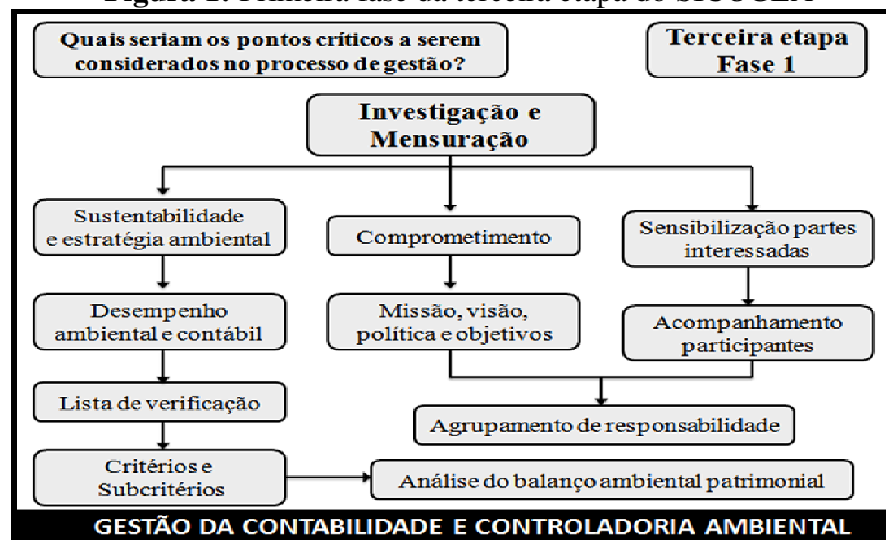 Quais seriam os pontos críticos a serem
considerados no processo de gestão?
Terceira etapa
Fase 1
Investigação e
Mensuração
Sustentabilidade
e estratégia ambiental
Comprometimento
Sensibilização partes
interessadas
Desempenho
ambiental e contábil
Missão, visão,
política e objetivos
Acompanhamento
participantes
Lista de verificação
Agrupamento de responsabilidade
Critérios e
Subcritérios
Análise do balanço ambiental patrimonial
GESTÃO DA CONTABILIDADE E CONTROLADORIA AMBIENTAL